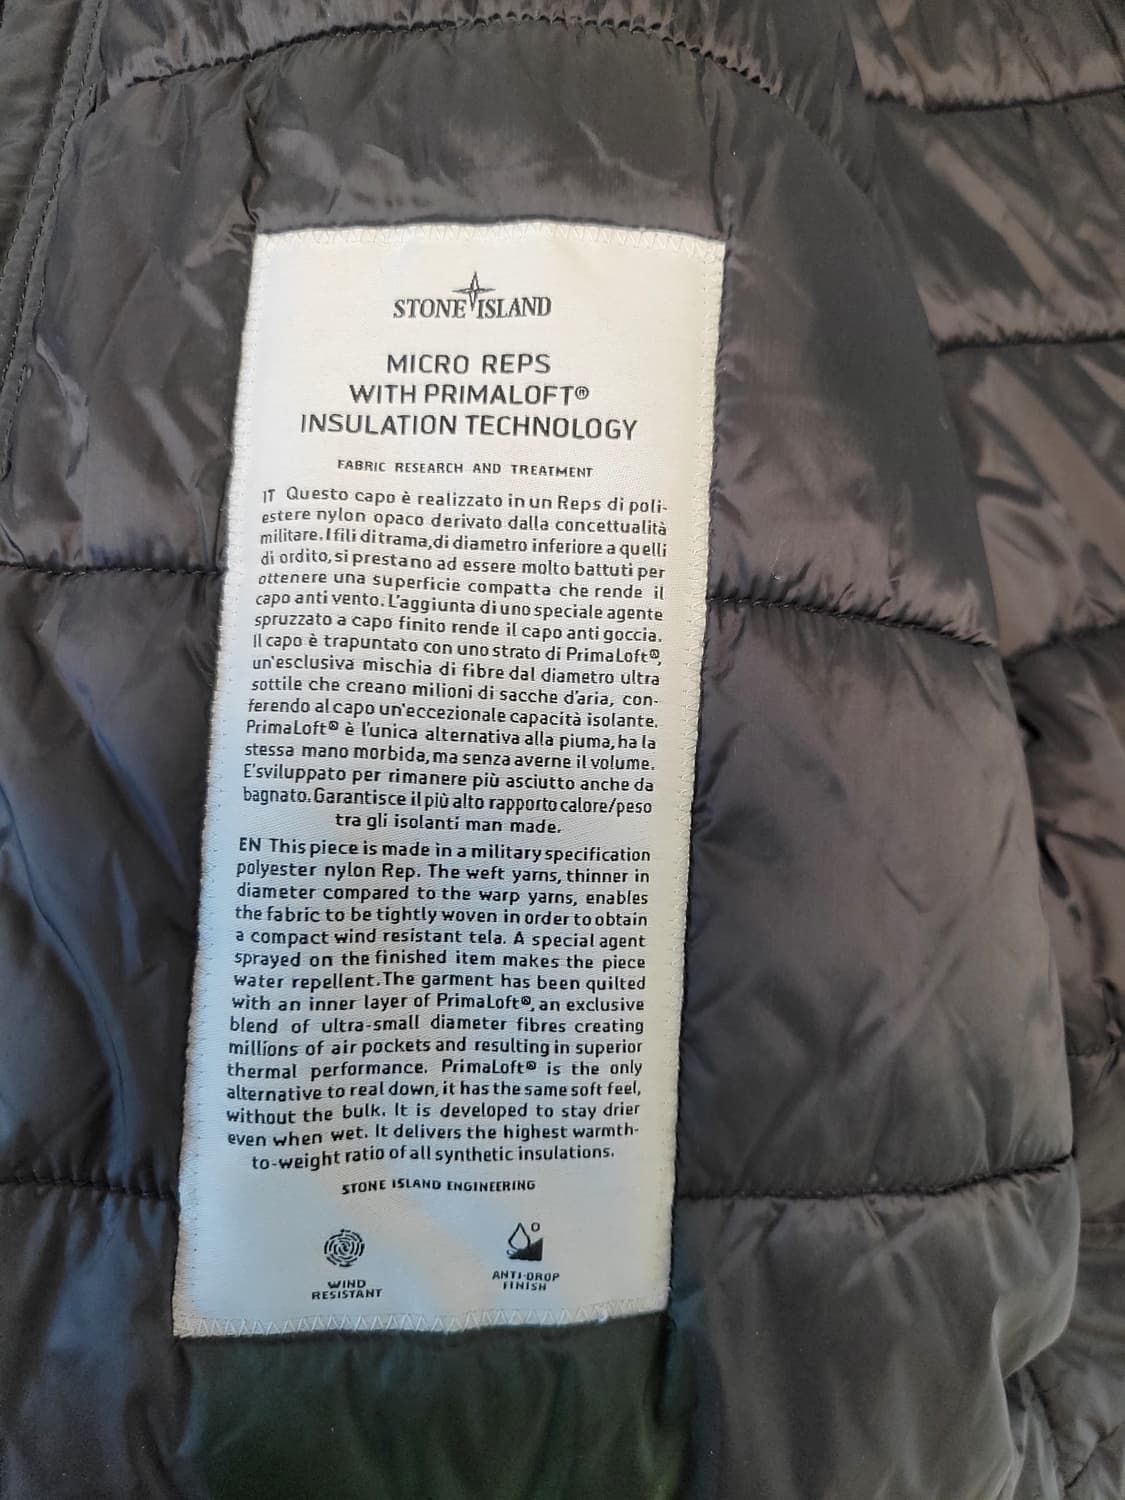 STONE ISLAND
MICRO REPS
WITH PRIMALOFT®
INSULATION TECHNOLOGY
FABRIC RESEARCH AND TREATMENT
IT Questo capo è realizzato in un Reps di poli-
estere nylon opaco derivato dalla concettualità
militare. I fili di trama, di diametro inferiore a quelli
di ordito, si prestano ad essere molto battuti per
ottenere una superficie compatta che rende il
capo anti vento. L'aggiunta di uno speciale agente
spruzzato a capo finito rende il capo anti goccia.
Il capo è trapuntato con uno strato di PrimaLoft®,
un'esclusiva mischia di fibre dal diametro ultra
sottile che creano milioni di sacche d'aria, con-
ferendo al capo un'eccezionale capacità isolante.
PrimaLoft® è l'unica alternativa alla piuma, ha la
stessa mano morbida, ma senza averne il volume.
E'sviluppato per rimanere più asciutto anche da
bagnato. Garantisce il più alto rapporto calore/peso
tra gli isolanti man made.
EN This piece is made in a military specification
polyester nylon Rep. The weft yarns, thinner in
diameter compared to the warp yarns, enables
the fabric to be tightly woven in order to obtain
a compact wind resistant tela. A special agent
sprayed on the finished item makes the piece
water repellent. The garment has been quilted
with an inner layer of PrimaLoft®, an exclusive
blend of ultra-small diameter fibres creating
millions of air pockets and resulting in superior
thermal performance. PrimaLoft® is the only
alternative to real down, it has the same soft feel,
without the bulk. It is developed to stay drier
even when wet. It delivers the highest warmth-
to-weight ratio of all synthetic insulations.
STONE ISLAND ENGINEERING
WIND
RESISTANT
ANTI-DROP
FINISH